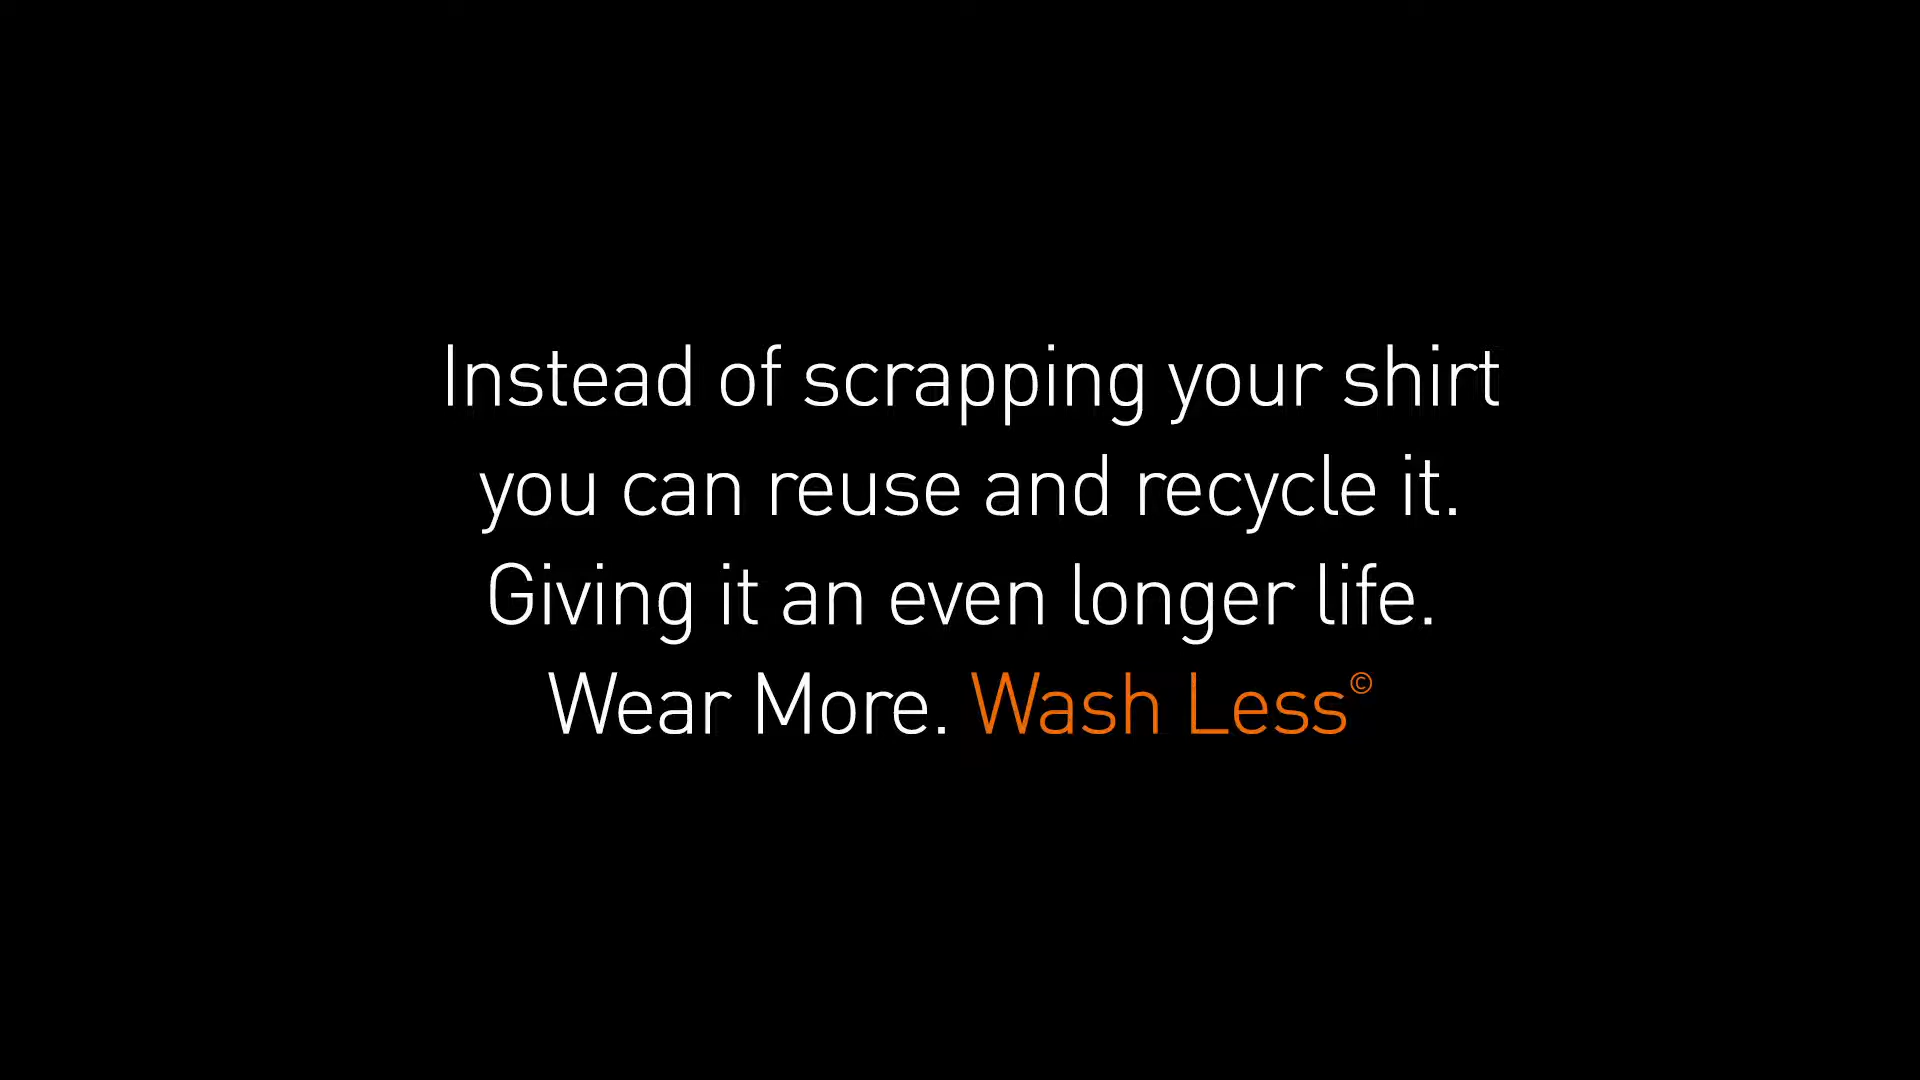 Instead of scrapping your shirt
you can reuse and recycle it.
Giving it an even longer life.
Wear More. Wash Less©